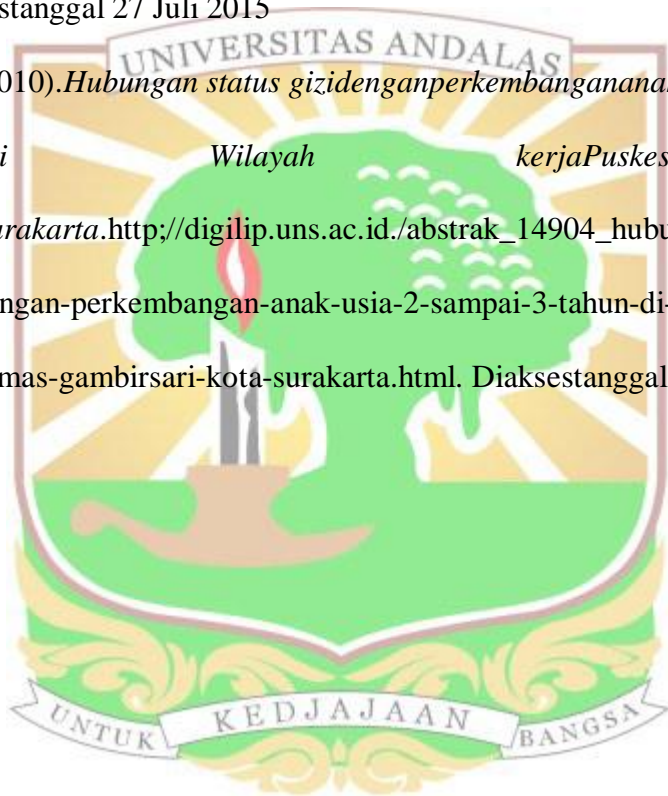 stanggal 27 Juli 2015
UNIVERSITAS ANDALAS
010).Hubungan status gizidenganperkembangananak
i Wilayah kerjaPuskes
urakarta.http;//digilip.uns.ac.id./abstrak_14904_hubu
ngan-perkembangan-anak-usia-2-sampai-3-tahun-di-
mas-gambirsari-kota-surakarta.html. Diaksestanggal
UNTUK KEDJAJAAN BANGSA